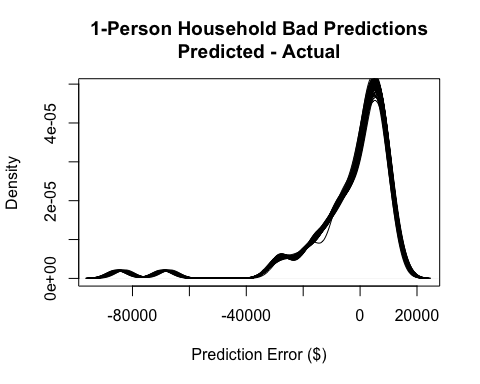 1-Person Household Bad Predictions
Predicted - Actual
Density
4e-05
2e-05
0e+00
-80000
-40000
0
20000
Prediction Error ($)